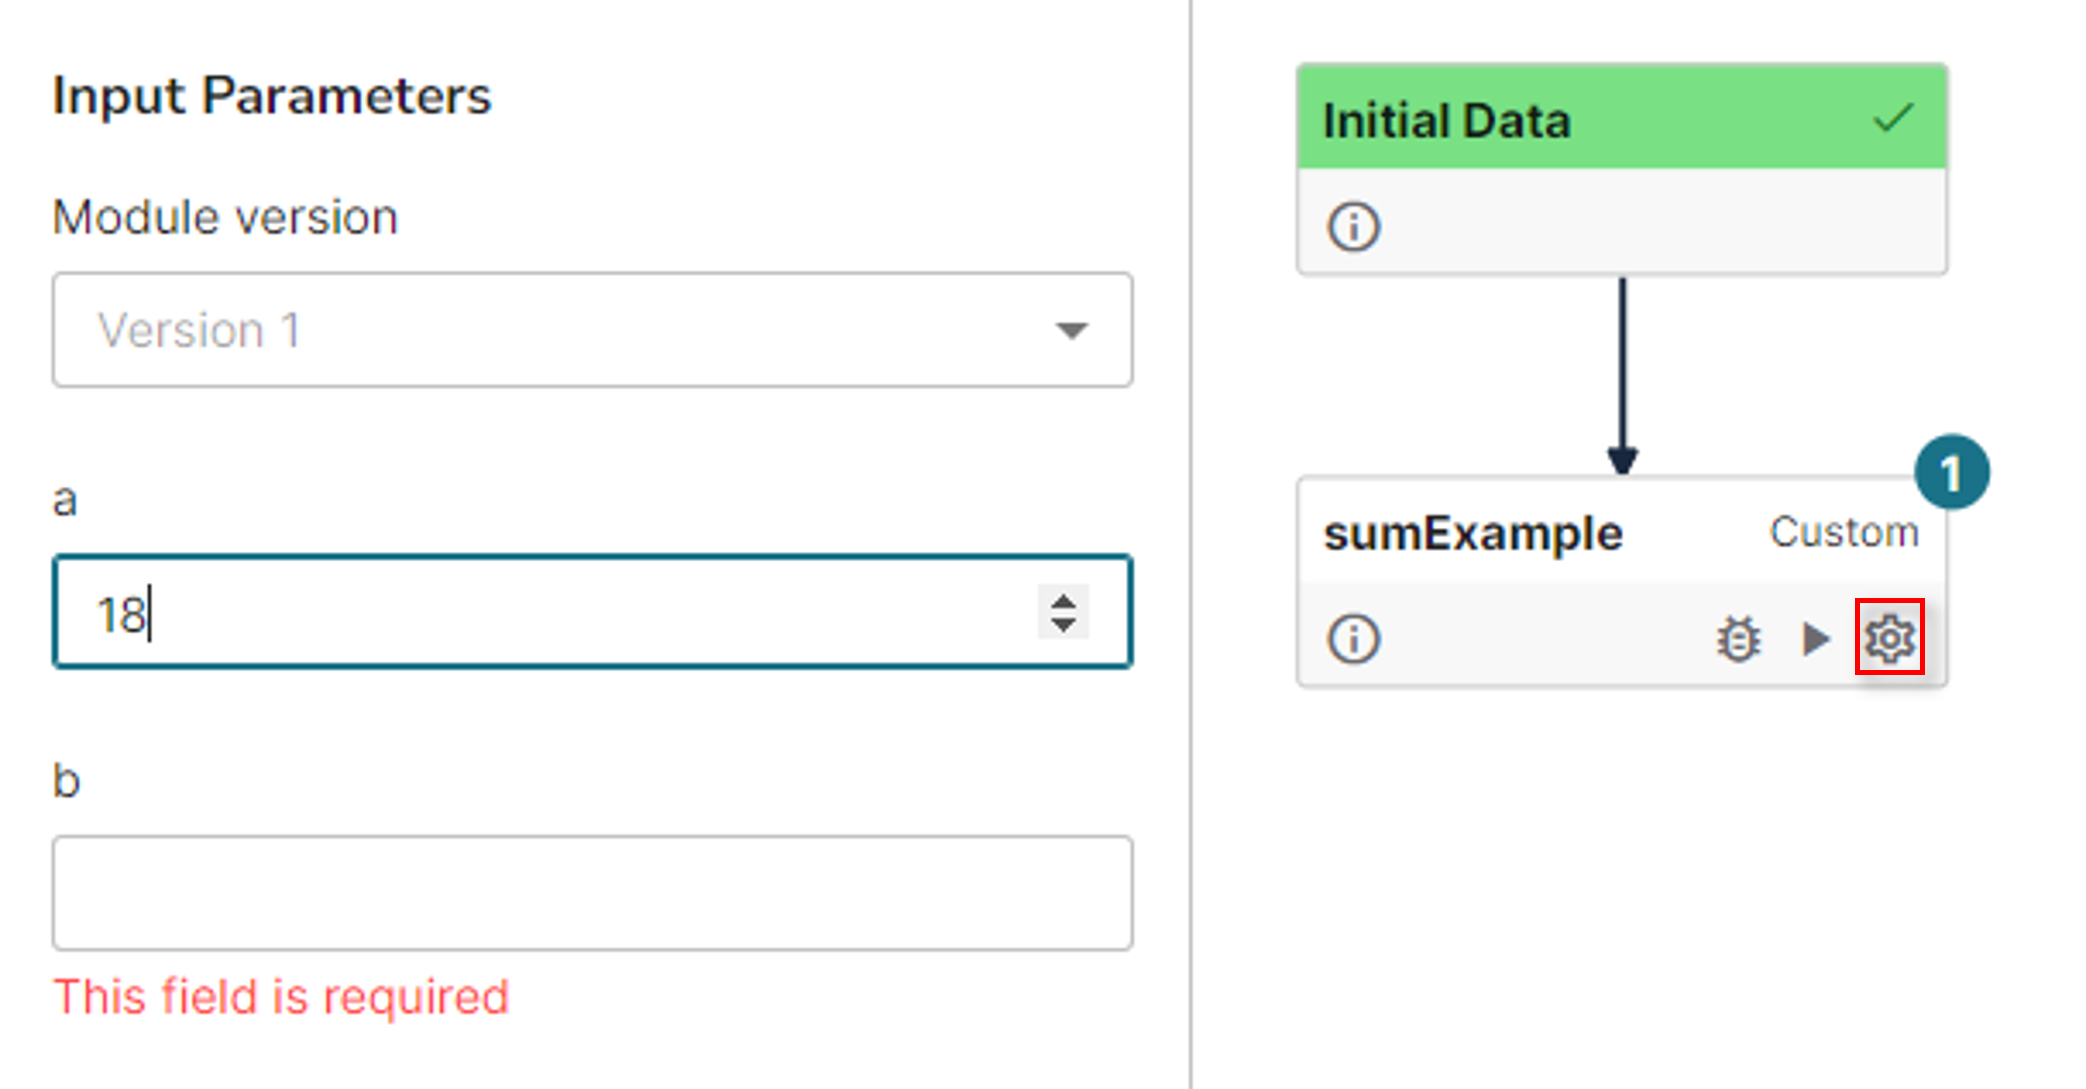 Input Parameters
Module version
Version 1
a
18
b
This field is required
Initial Data
1
sumExample Custom